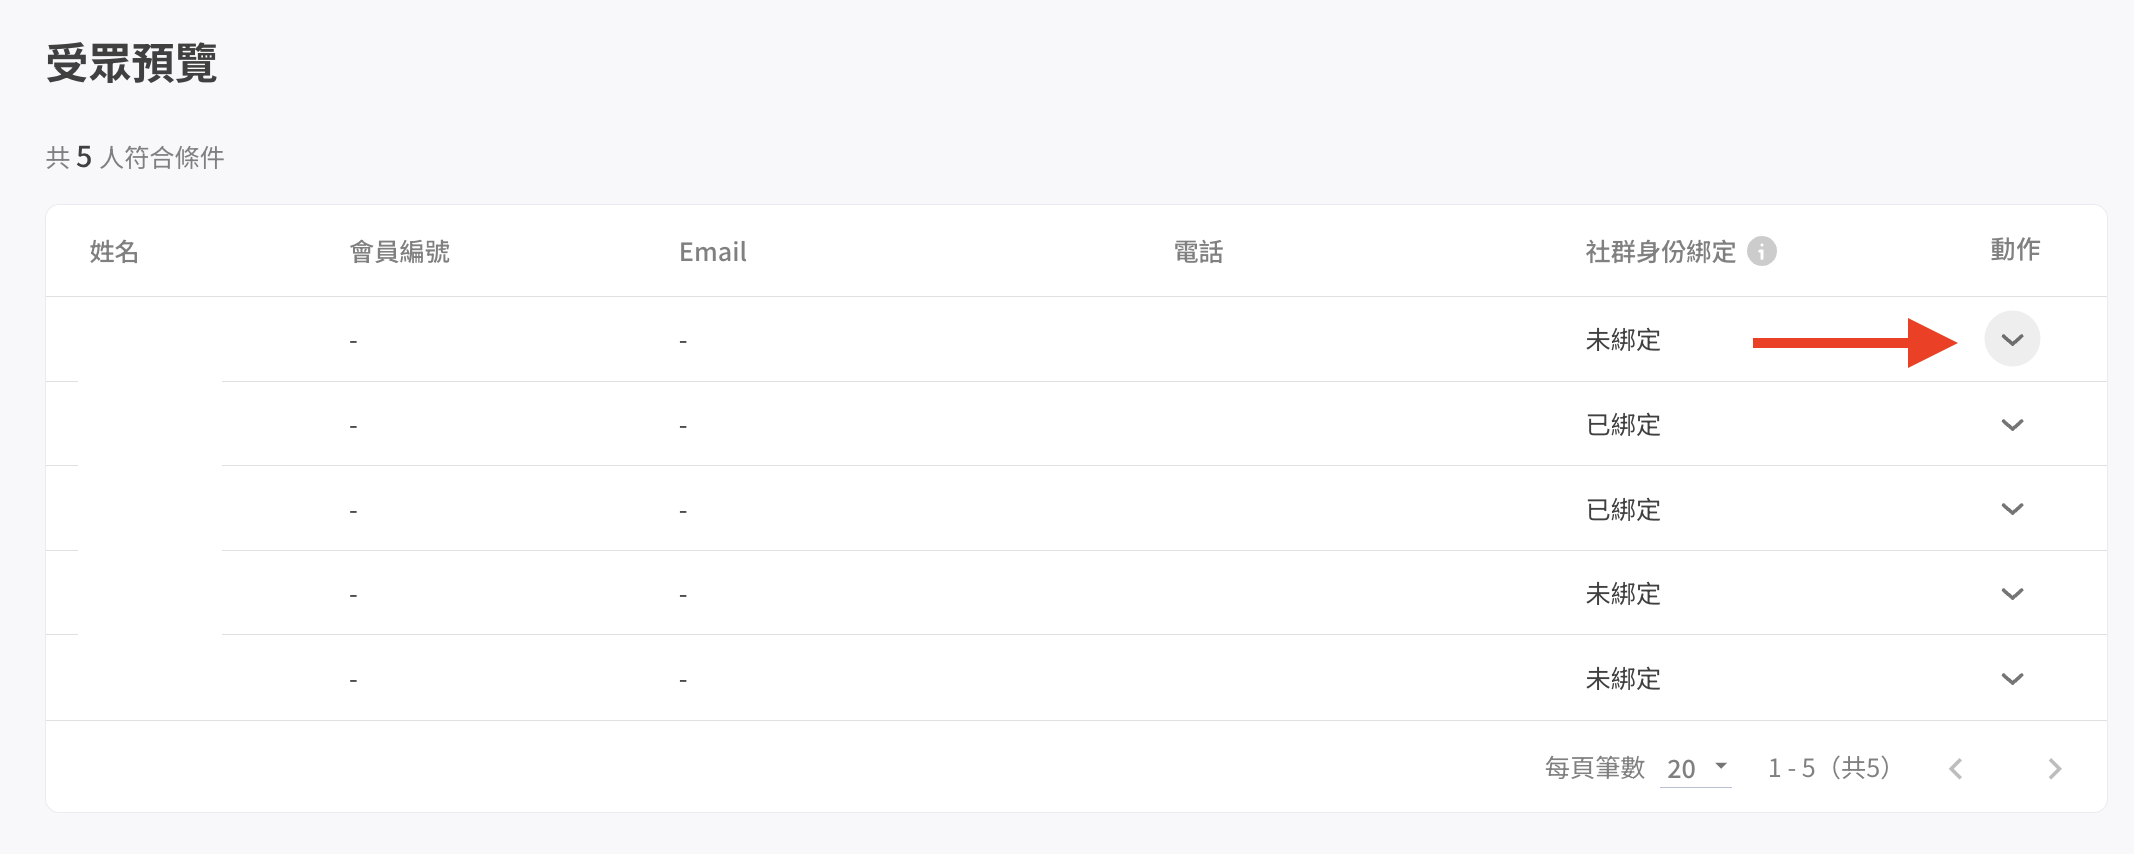 受眾預覽
共 5 人符合條件
姓名 會員編號 Email 電話 社群身份綁定 i 動作
- - 未綁定
- - 已綁定
- - 已綁定
- - 未綁定
- - 未綁定
每頁筆數 20 1 - 5（共5）